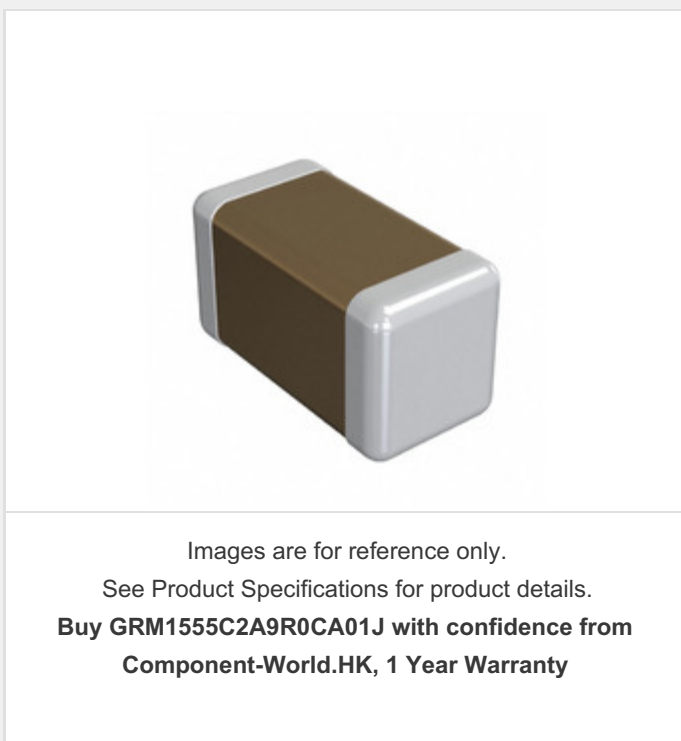 Images are for reference only.
See Product Specifications for product details.
Buy GRM1555C2A9R0CA01J with confidence from
Component-World.HK, 1 Year Warranty